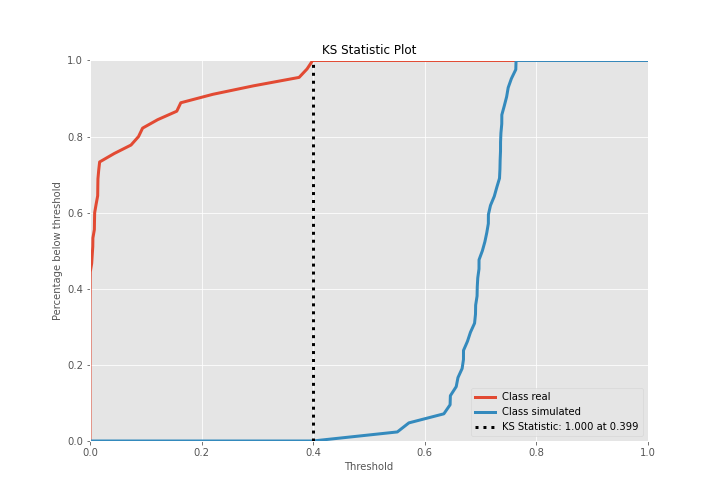 KS Statistic Plot
1.0
0.8
0.6
0.4
0.2
0.0
Percentage below threshold
Class real
Class simulated
KS Statistic: 1.000 at 0.399
0.0 0.2 0.4 0.6 0.8 1.0
Threshold